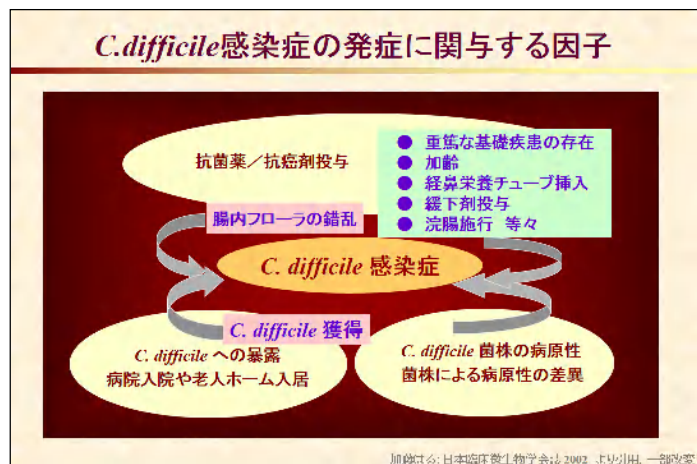 C.difficile感染症の発症に関与する因子
抗菌薬／抗癌剤投与
● 重篤な基礎疾患の存在
● 加齢
● 経鼻栄養チューブ挿入
● 緩下剤投与
● 浣腸施行 等々
腸内フローラの錯乱
C. difficile 感染症
C. difficile 獲得
C. difficile への暴露
病院入院や老人ホーム入居
C. difficile 菌株の病原性
菌株による病原性の差異
加藤はる: 日本臨床微生物学会誌 2002 より引用, 一部改変